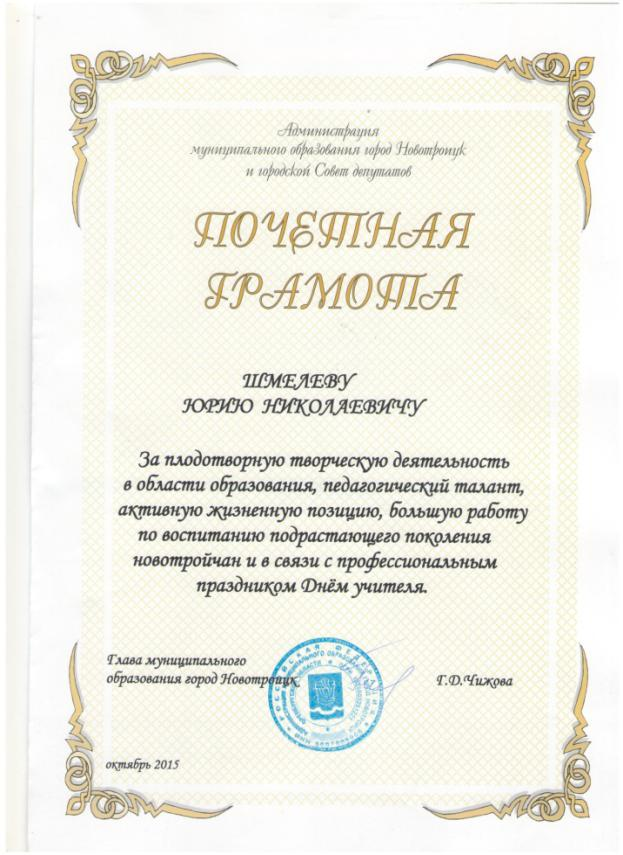 Администрация
муниципального образования город Новотроицк
и городской Совет депутатов
ПОЧЕТНАЯ
ГРАМОТА
ШМЕЛЕВУ
ЮРИЮ НИКОЛАЕВИЧУ
За плодотворную творческую деятельность
в области образования, педагогический талант,
активную жизненную позицию, большую работу
по воспитанию подрастающего поколения
новотройчан и в связи с профессиональным
праздником Днём учителя.
Глава муниципального
образования город Новотроицк
Г.Д.Чижова
октябрь 2015